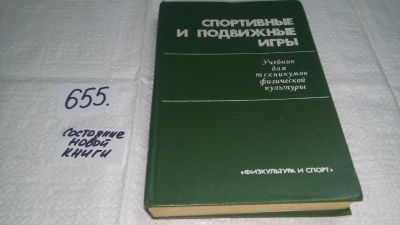 655.
состояние
новой
книги
СПОРТИВНЫЕ
И ПОДВИЖНЫЕ
ИГРЫ
Учебник
для
техникумов
физической
культуры
«ФИЗКУЛЬТУРА И СПОРТ»